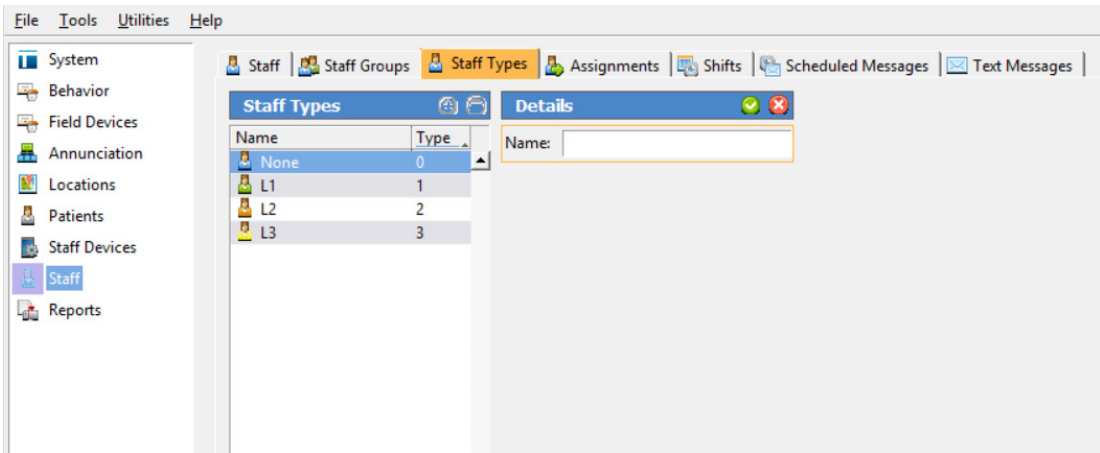 File Tools Utilities Help
System
Behavior
Field Devices
Annunciation
Locations
Patients
Staff Devices
Staff
Reports
Staff Staff Groups Staff Types Assignments Shifts Scheduled Messages Text Messages
Staff Types
Name Type
None 0
L1 1
L2 2
L3 3
Details
Name: